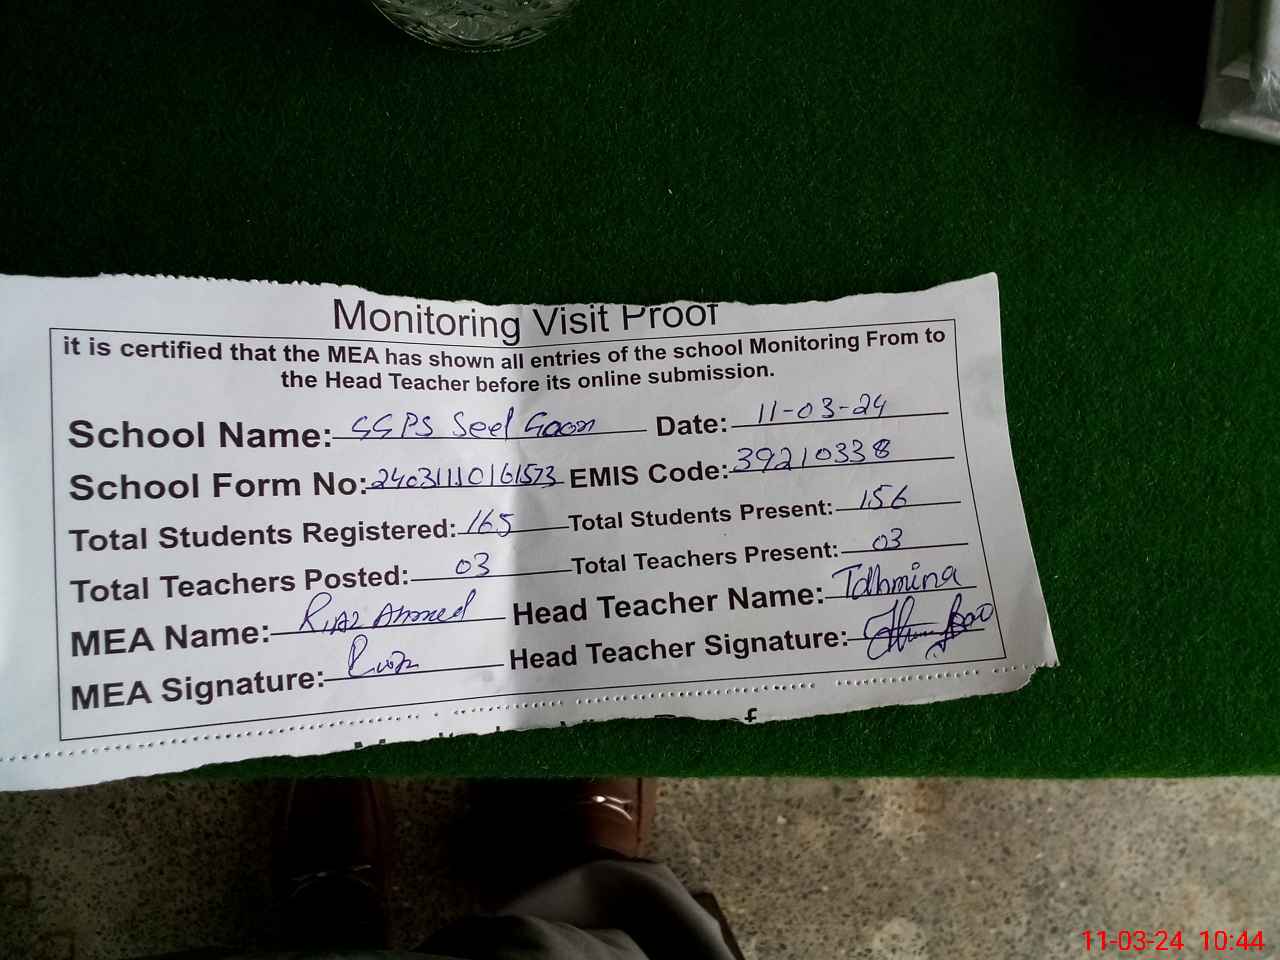 Monitoring Visit Proof
it is certified that the MEA has shown all entries of the school Monitoring From to
the Head Teacher before its online submission.
School Name: GGPS Seel Gaon Date: 11-03-24
School Form No: 24031110161573 EMIS Code: 39210338
Total Students Registered: 165 Total Students Present: 156
Total Teachers Posted: 03 Total Teachers Present: 03
MEA Name: Riaz Ahmed Head Teacher Name: Tahmina
MEA Signature: Riaz Head Teacher Signature:
11-03-24 10:44